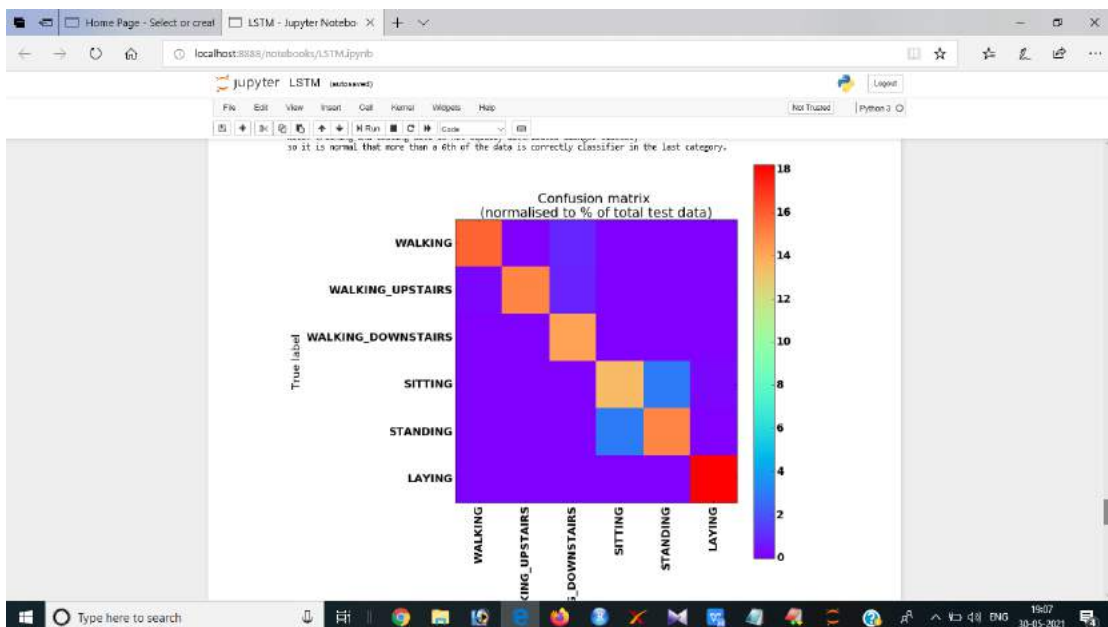 Home Page - Select or creat
LSTM - Jupyter Notebo
localhost:8888/notebooks/LSTM.ipynb
jupyter LSTM (autosaved)
Logout
File Edit View Insert Cell Kernel Widgets Help
Not Trusted
Python 3
Run
Code
so it is normal that more than a 6th of the data is correctly classifier in the last category.
Confusion matrix
(normalised to % of total test data)
True label
WALKING
WALKING_UPSTAIRS
WALKING_DOWNSTAIRS
SITTING
STANDING
LAYING
18
16
14
12
10
8
6
4
2
0
WALKING
KING_UPSTAIRS
G_DOWNSTAIRS
SITTING
STANDING
LAYING
Type here to search
ENG
19:07
30-05-2021